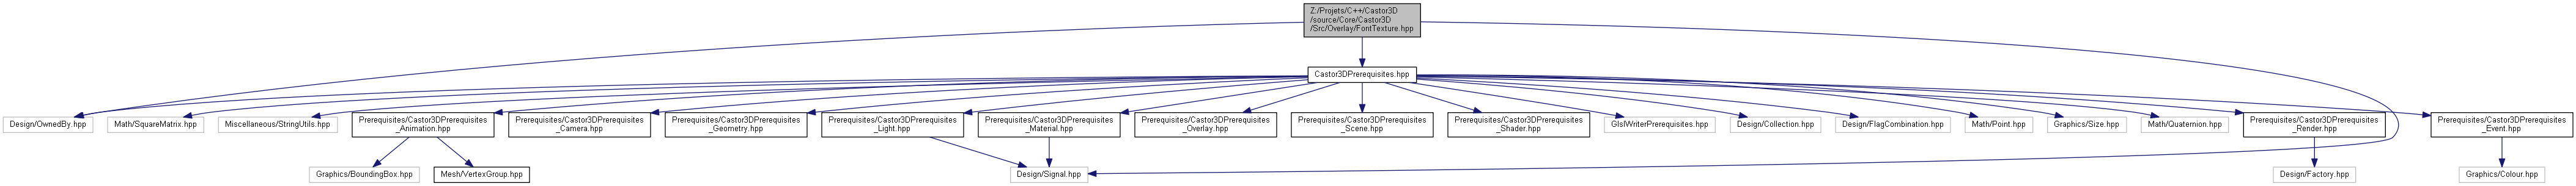 Z:/Projets/C++/Castor3D
/source/Core/Castor3D
/Src/Overlay/FontTexture.hpp
Castor3DPrerequisites.hpp
Design/OwnedBy.hpp
Math/SquareMatrix.hpp
Miscellaneous/StringUtils.hpp
Prerequisites/Castor3DPrerequisites
_Animation.hpp
Prerequisites/Castor3DPrerequisites
_Camera.hpp
Prerequisites/Castor3DPrerequisites
_Geometry.hpp
Prerequisites/Castor3DPrerequisites
_Light.hpp
Prerequisites/Castor3DPrerequisites
_Material.hpp
Prerequisites/Castor3DPrerequisites
_Overlay.hpp
Prerequisites/Castor3DPrerequisites
_Scene.hpp
Prerequisites/Castor3DPrerequisites
_Shader.hpp
GlslWriterPrerequisites.hpp
Design/Collection.hpp
Design/FlagCombination.hpp
Math/Point.hpp
Graphics/Size.hpp
Math/Quaternion.hpp
Prerequisites/Castor3DPrerequisites
_Render.hpp
Prerequisites/Castor3DPrerequisites
_Event.hpp
Graphics/BoundingBox.hpp
Mesh/VertexGroup.hpp
Design/Signal.hpp
Design/Factory.hpp
Graphics/Colour.hpp